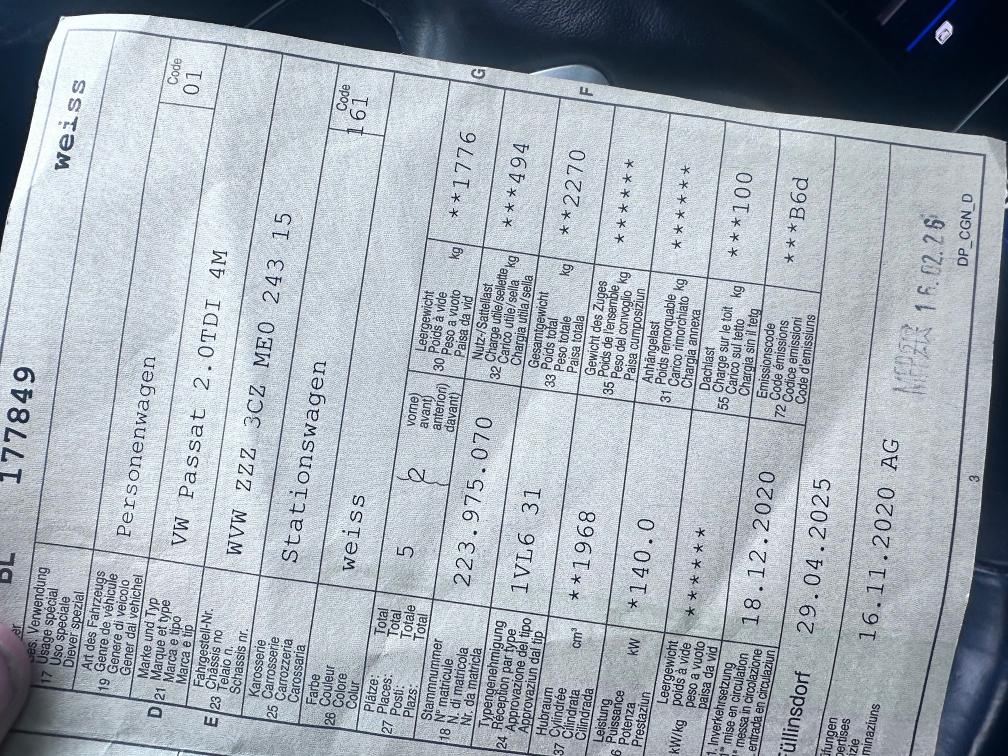 BL 177849
weiss
17 Usage spécial
Uso speciale
Diever spezial
19 Art des Fahrzeugs
Genre de véhicule
Genere di veicolo
Gener dal vehichel
Personenwagen
Code
01
D 21 Marke und Typ
Marque et type
Marca e tipo
Marca e tip
VW Passat 2.0TDI 4M
E 23 Fahrgestell-Nr.
Châssis no
Telaio n.
Schassis nr.
WVW ZZZ 3CZ ME0 243 15
25 Karosserie
Carrosserie
Carrozzeria
Carossaria
Stationswagen
Code
161
26 Farbe
Couleur
Colore
Colur
weiss
27 Plätze: Total
Places: Total
Posti: Totale
Plazs: Total
5 (2
vorne)
avant)
anteriori)
davant)
18 Stammnummer
N° matricule
N. di matricola
Nr. da matricla
223.975.070
30 Leergewicht
Poids à vide
Peso a vuoto
Paisa da vid
kg
**1776
G
24 Typengenehmigung
Réception par type
Approvazione del tipo
Approvaziun dal tip
1VL6 31
32 Nutz-/Sattellast
Charge utile/sellette
Carico utile/sella
Chargia utila/sella
kg
***494
37 Hubraum
Cylindrée
Cilindrata
Cilindrada
cm³
**1968
33 Gesamtgewicht
Poids total
Peso totale
Paisa totala
kg
**2270
F
6 Leistung
Puissance
Potenza
Prestaziun
kW
*140.0
35 Gewicht des Zuges
Poids de l'ensemble
Peso del convoglio
Paisa cumposiziun
kg
******
kW/kg
Leergewicht
poids à vide
peso a vuoto
paisa da vid
******
31 Anhängelast
Poids remorquable
Carico rimorchiato
Chargia annexa
kg
******
1. Inverkehrsetzung
1re mise en circulation
messa in circolazione
entrada en circulaziun
18.12.2020
55 Dachlast
Charge sur le toit
Carico sul tetto
Chargia sin il tetg
kg
***100
29.04.2025
72 Emissionscode
Code émissions
Codice emissioni
Code d'emissiuns
***B6d
16.11.2020 AG
16.02.26
3
DP_CGN_D